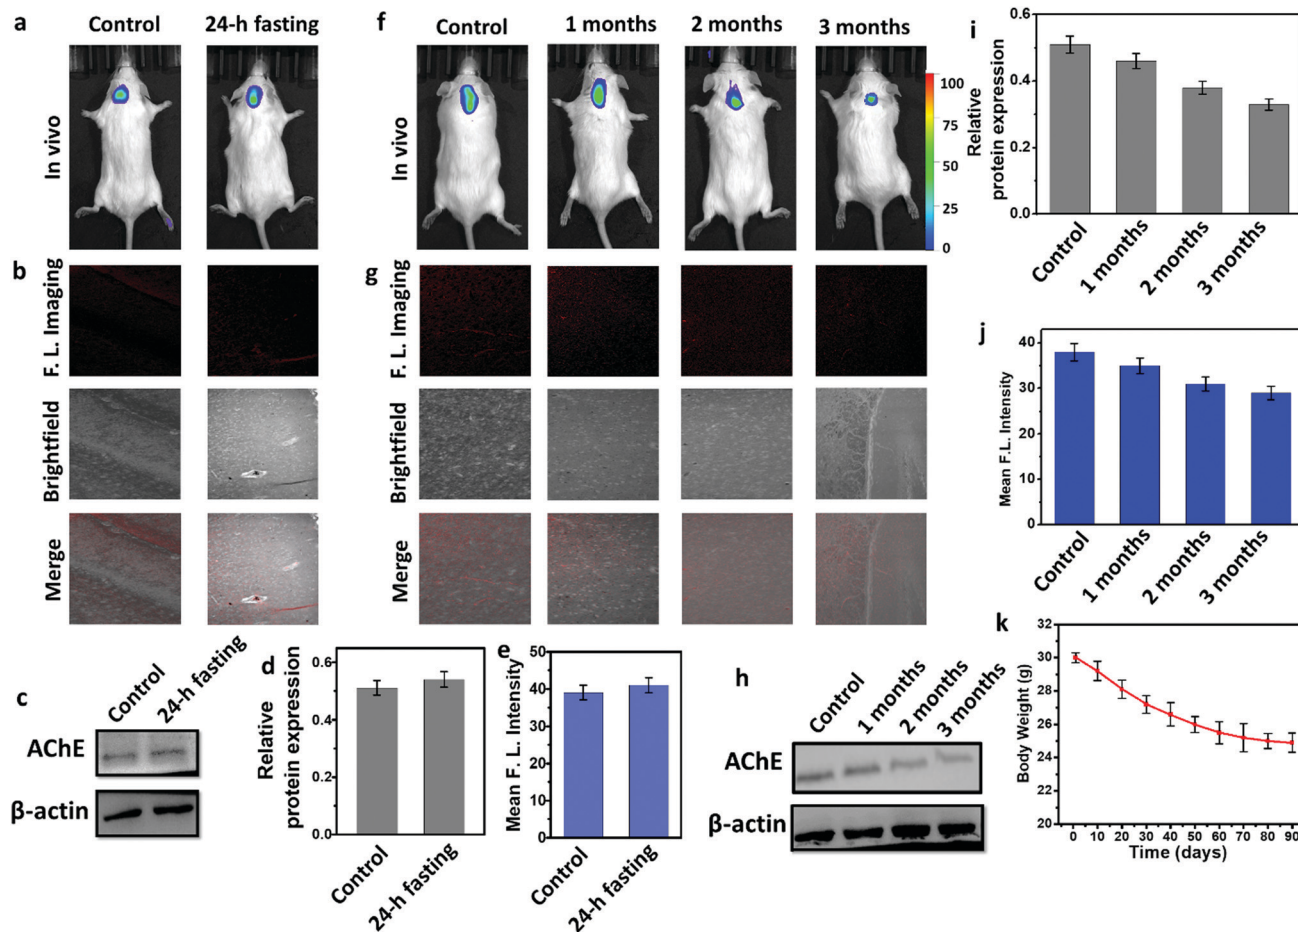 a
Control
24-h fasting
In vivo
b
F. L. Imaging
Brightfield
Merge
c
Control
24-h fasting
AChE
β-actin
d
Relative
protein expression
0.6
0.4
0.2
0.0
Control
24-h fasting
e
Mean F. L. Intensity
50
40
30
20
10
0
Control
24-h fasting
f
Control
1 months
2 months
3 months
In vivo
100
75
50
25
0
g
F. L. Imaging
Brightfield
Merge
h
Control
1 months
2 months
3 months
AChE
β-actin
i
Relative
protein expression
0.6
0.4
0.2
0.0
Control
1 months
2 months
3 months
j
Mean F.L. Intensity
40
30
20
10
0
Control
1 months
2 months
3 months
k
Body Weight (g)
32
30
28
26
24
22
20
0 10 20 30 40 50 60 70 80 90
Time (days)